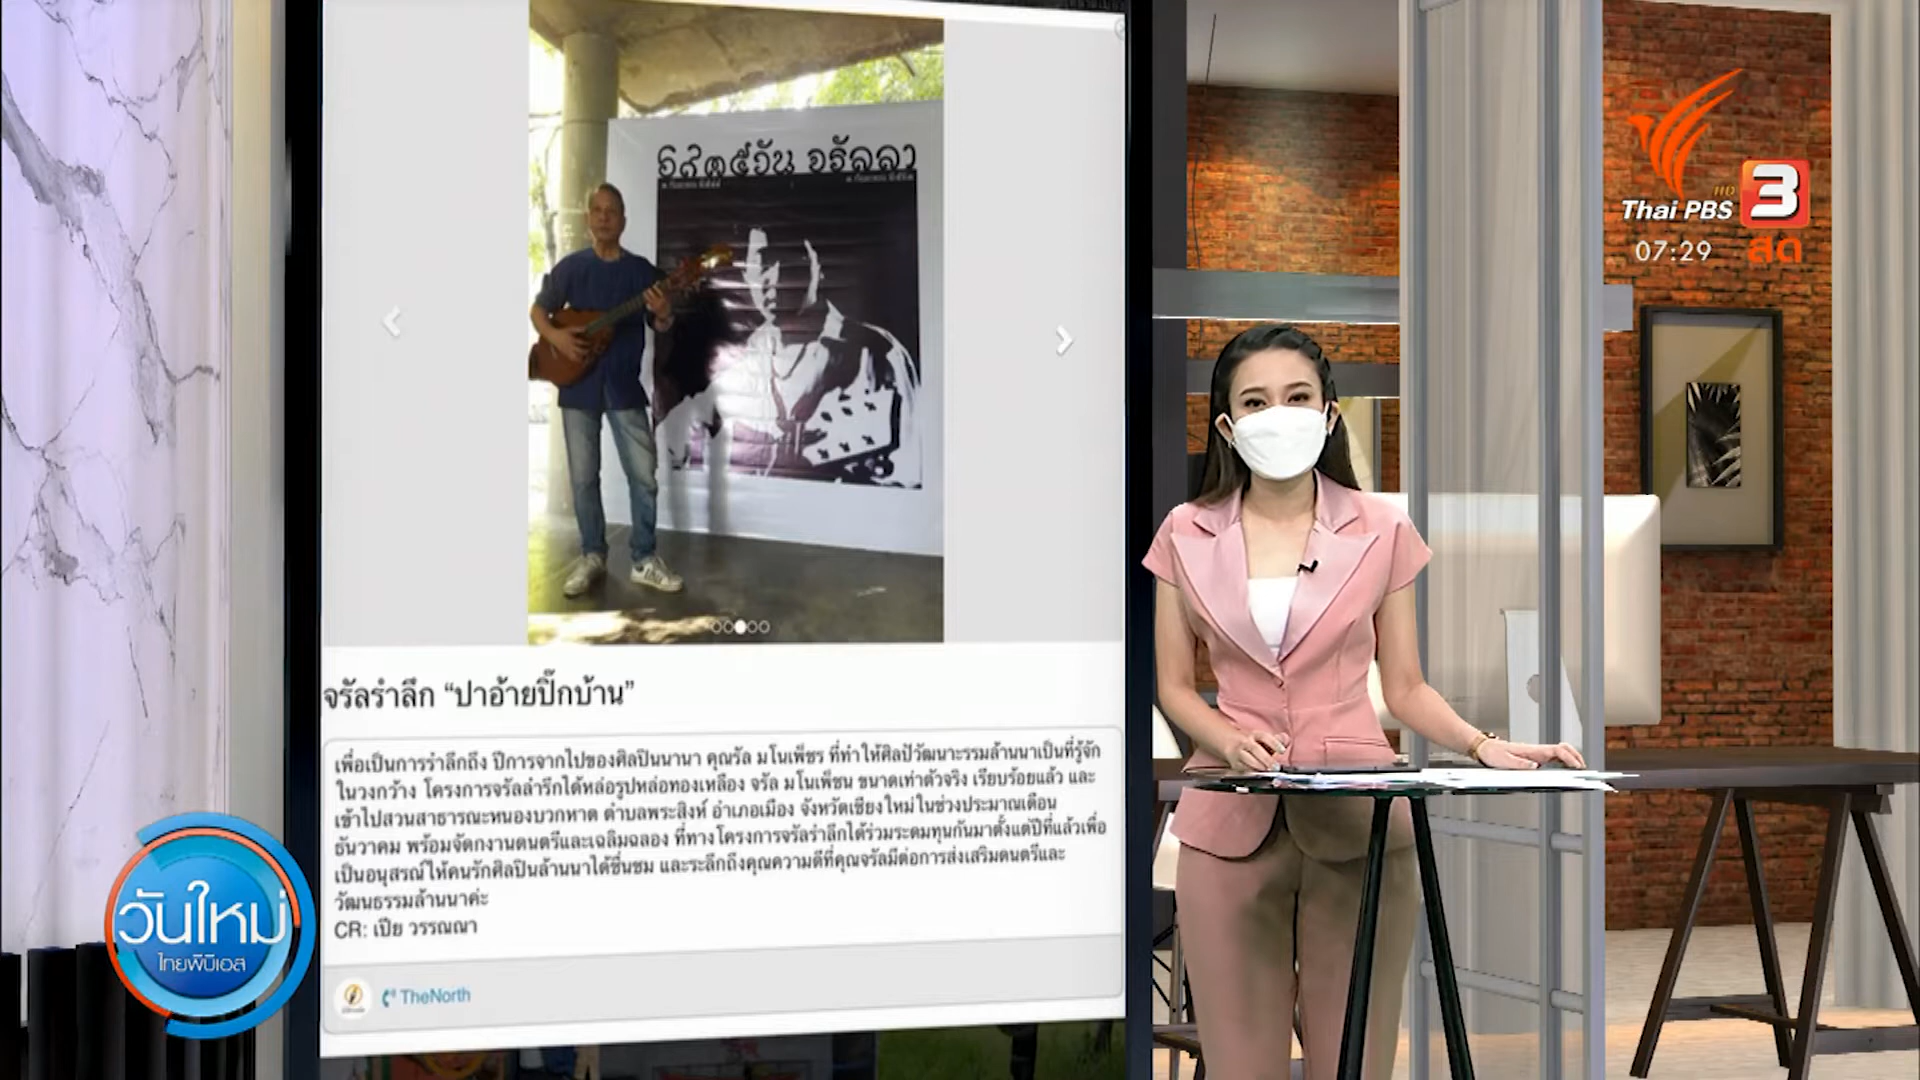 ๖๙๓๕วัน จรัลลา
Thai PBS
HD
3
07:29
สด
จรัลรำลึก “ปาอ้ายปิ๊กบ้าน”
เพื่อเป็นการรำลึกถึง ปีการจากไปของศิลปินนานา คุณรัล มโนเพ็ชร ที่ทำให้ศิลปัวัฒนาะรรมล้านนาเป็นที่รู้จัก
ในวงกว้าง โครงการจรัลลำรึกได้หล่อรูปหล่อทองเหลือง จรัล มโนเพ็ชน ขนาดเท่าตัวจริง เรียบร้อยแล้ว และ
เข้าไปสวนสาธารณะหนองบวกหาด ตำบลพระสิงห์ อำเภอเมือง จังหวัดเชียงใหม่ในช่วงประมาณเดือน
ธันวาคม พร้อมจัดกงานดนตรีและเฉลิมฉลอง ที่ทางโครงการจรัลรำลึกได้ร่วมระดมทุนกันมาตั้งแต่ปีที่แล้วเพื่อ
เป็นอนุสรณ์ให้คนรักศิลปินล้านนาได้ชื่นชม และระลึกถึงคุณความดีที่คุณจรัลมีต่อการส่งเสริมดนตรีและ
วัฒนธรรมล้านนาค่ะ
CR: เปีย วรรณณา
TheNorth
วันใหม่
ไทยพีบีเอส